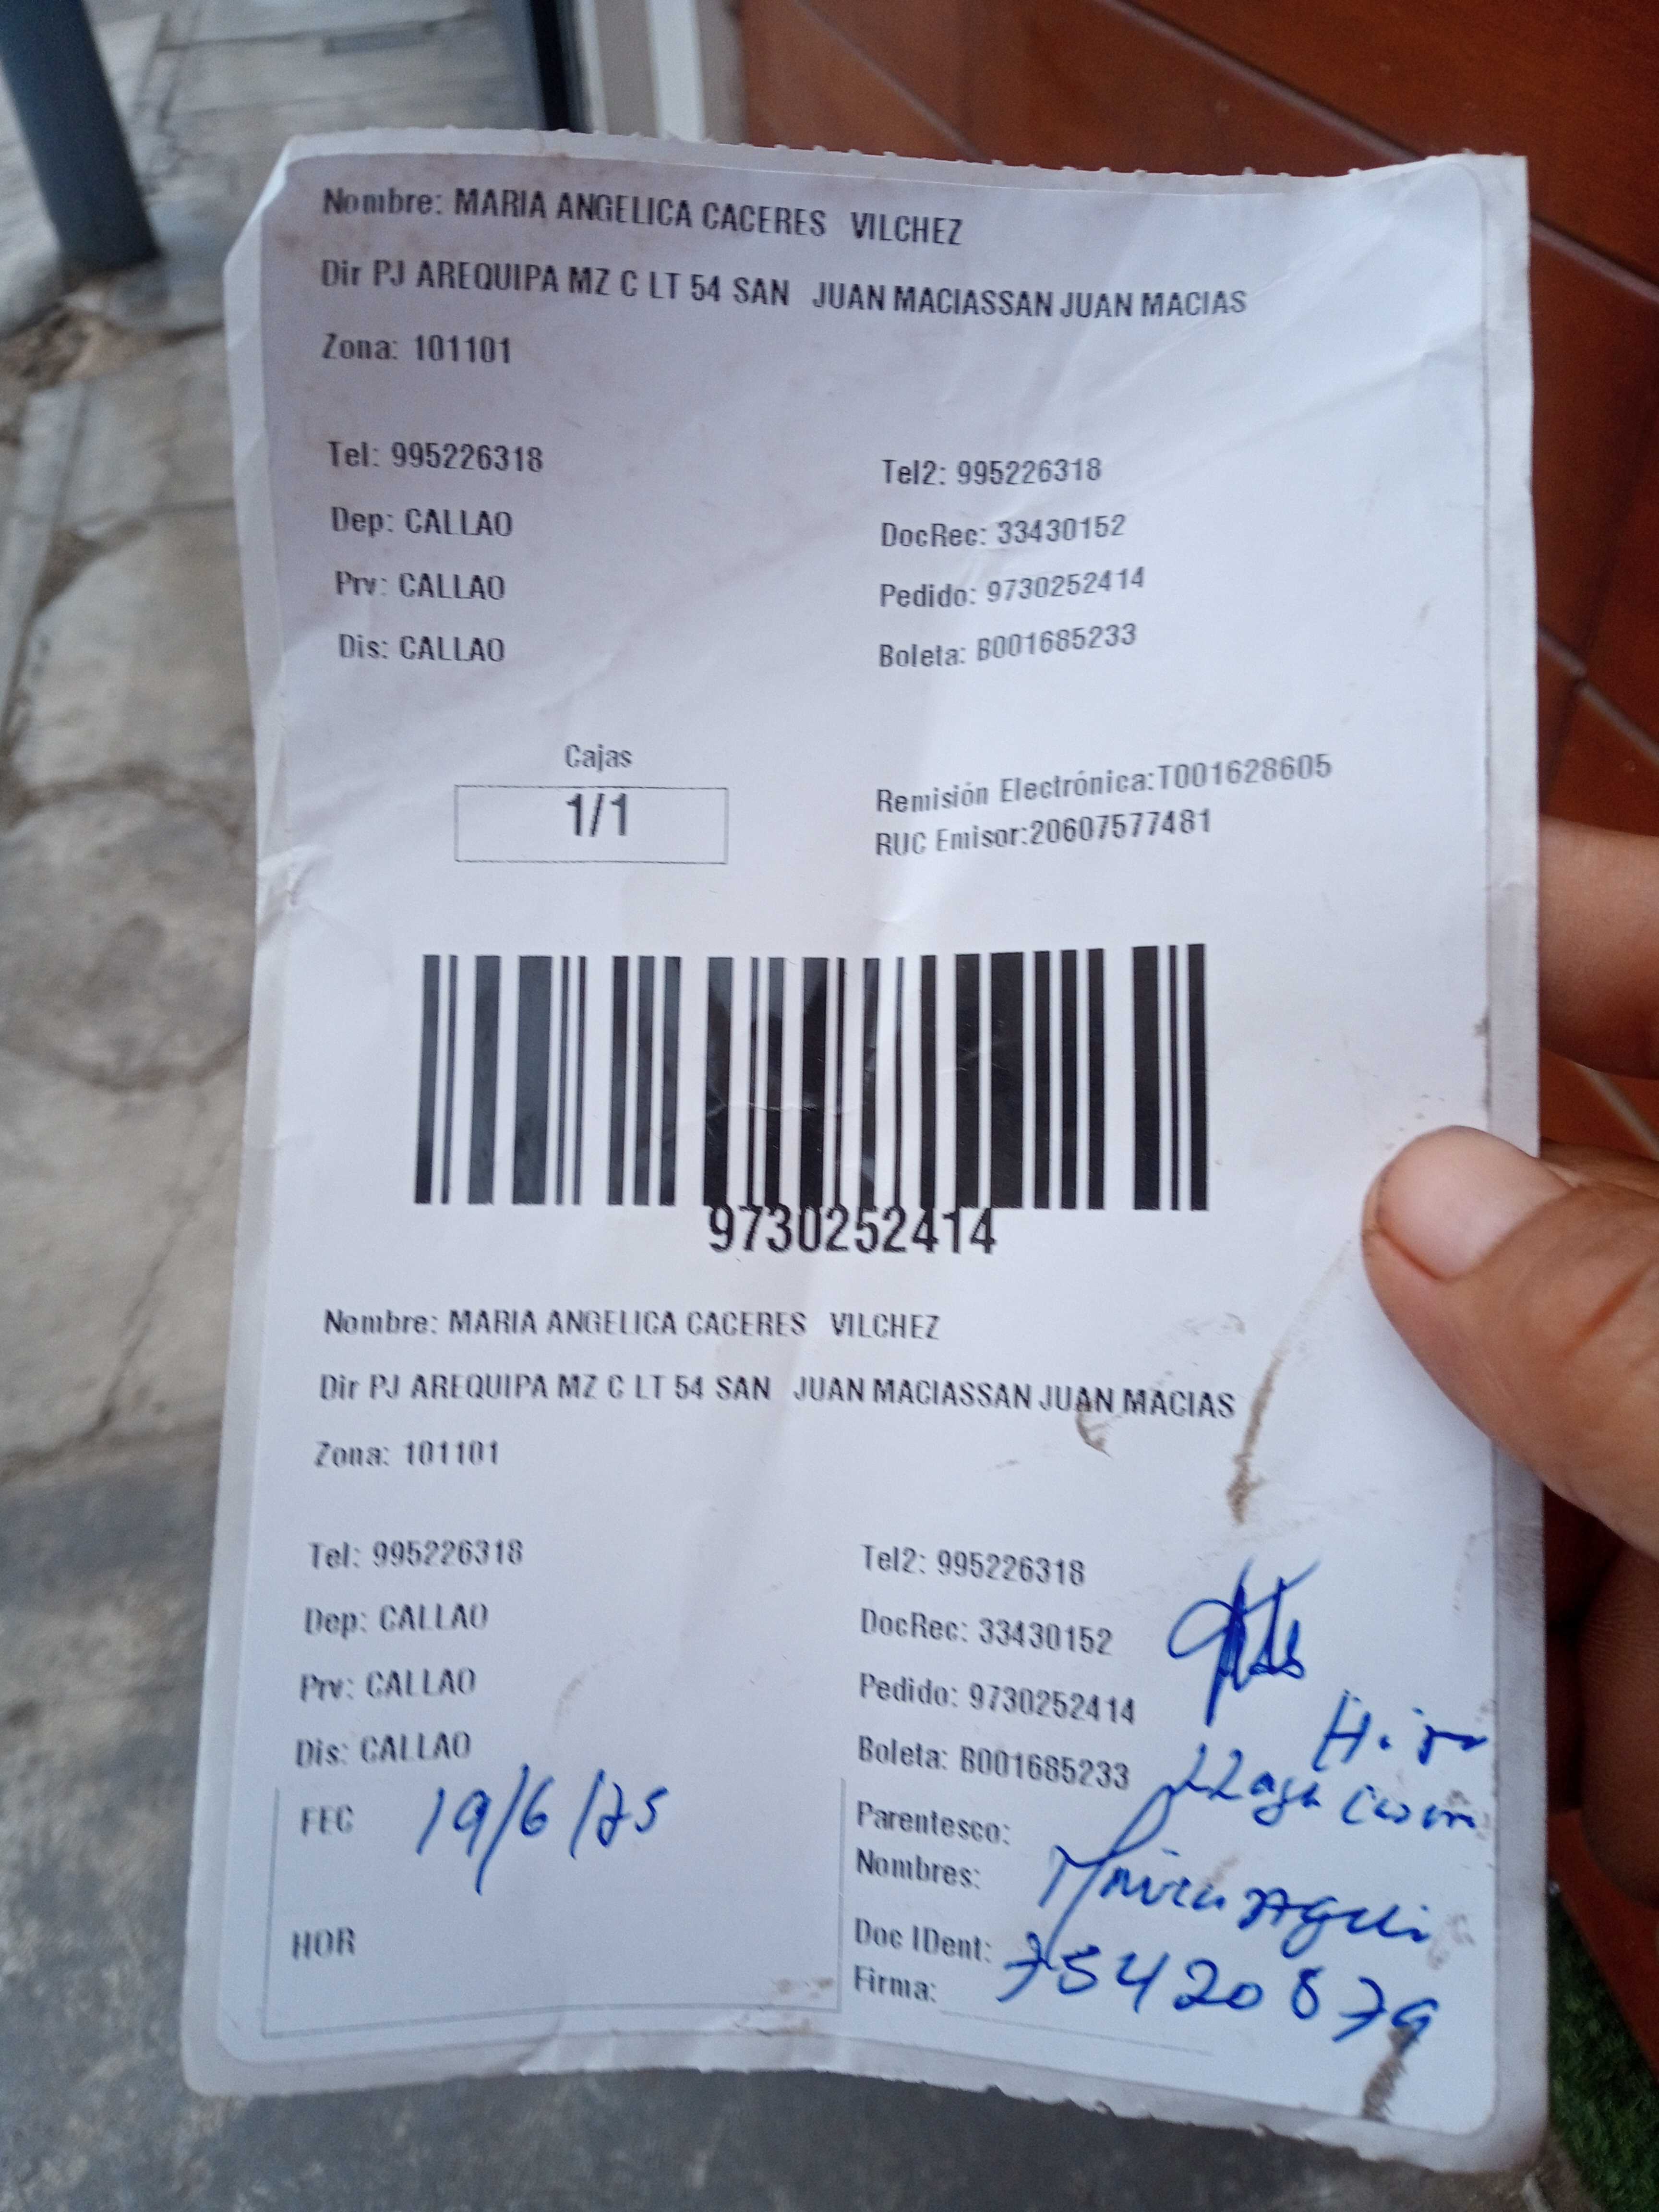 Nombre: MARIA ANGELICA CACERES VILCHEZ
Dir PJ AREQUIPA MZ C LT 54 SAN JUAN MACIASSAN JUAN MACIAS
Zona: 101101
Tel: 995226318 Tel2: 995226318
Dep: CALLAO DocRec: 33430152
Prv: CALLAO Pedido: 9730252414
Dis: CALLAO Boleta: B001685233
Cajas
1/1
Remisión Electrónica:T001628605
RUC Emisor:20607577481
9730252414
Nombre: MARIA ANGELICA CACERES VILCHEZ
Dir PJ AREQUIPA MZ C LT 54 SAN JUAN MACIASSAN JUAN MACIAS
Zona: 101101
Tel: 995226318 Tel2: 995226318
Dep: CALLAO DocRec: 33430152
Prv: CALLAO Pedido: 9730252414
Dis: CALLAO Boleta: B001685233
FEC 19/6/25 Parentesco:
Nombres:
HOR Doc IDent: 75420879
Firma: